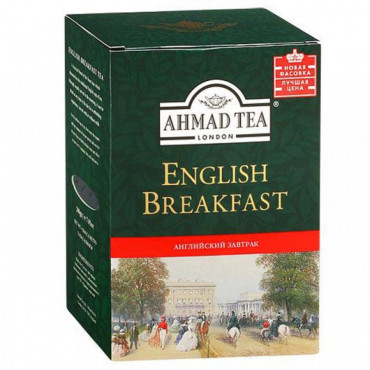 ENGLISH BREAKFAST TEA
НОВАЯ
ФАСОВКА
ЛУЧШАЯ
ЦЕНА
AHMAD TEA
LONDON
ENGLISH
BREAKFAST
АНГЛИЙСКИЙ ЗАВТРАК